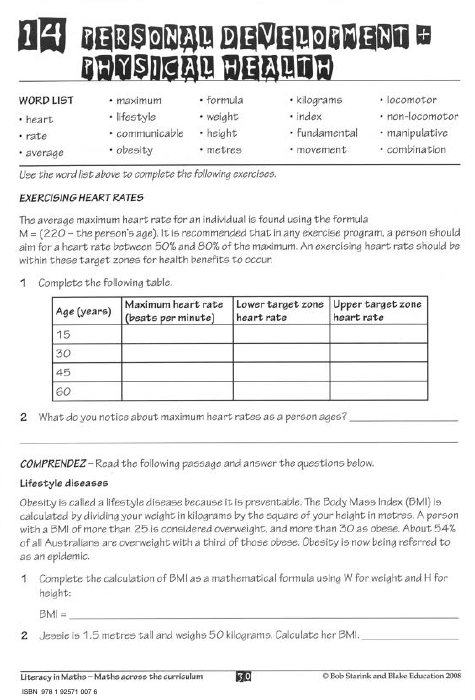 14 PERSONAL DEVELOPMENT +
PHYSICAL HEALTH
WORD LIST • maximum • formula • kilograms • locomotor
• heart • lifestyle • weight • index • non-locomotor
• rate • communicable • height • fundamental • manipulative
• average • obesity • metres • movement • combination
Use the word list above to complete the following exercises.
EXERCISING HEART RATES
The average maximum heart rate for an individual is found using the formula
M = (220 – the person's age). It is recommended that in any exercise program, a person should
aim for a heart rate between 50% and 80% of the maximum. An exercising heart rate should be
within these target zones for health benefits to occur.
1 Complete the following table.
Age (years) Maximum heart rate (beats per minute) Lower target zone heart rate Upper target zone heart rate
15
30
45
60
2 What do you notice about maximum heart rates as a person ages?
COMPREHENDEZ – Read the following passage and answer the questions below.
Lifestyle diseases
Obesity is called a lifestyle disease because it is preventable. The Body Mass Index (BMI) is
calculated by dividing your weight in kilograms by the square of your height in metres. A person
with a BMI of more than 25 is considered overweight, and more than 30 as obese. About 54%
of all Australians are overweight with a third of those obese. Obesity is now being referred to
as an epidemic.
1 Complete the calculation of BMI as a mathematical formula using W for weight and H for
height:
BMI =
2 Jessie is 1.5 metres tall and weighs 50 kilograms. Calculate her BMI.
Literacy in Maths – Maths across the curriculum 30 © Bob Starink and Blake Education 2008
ISBN 978 1 92571 007 6